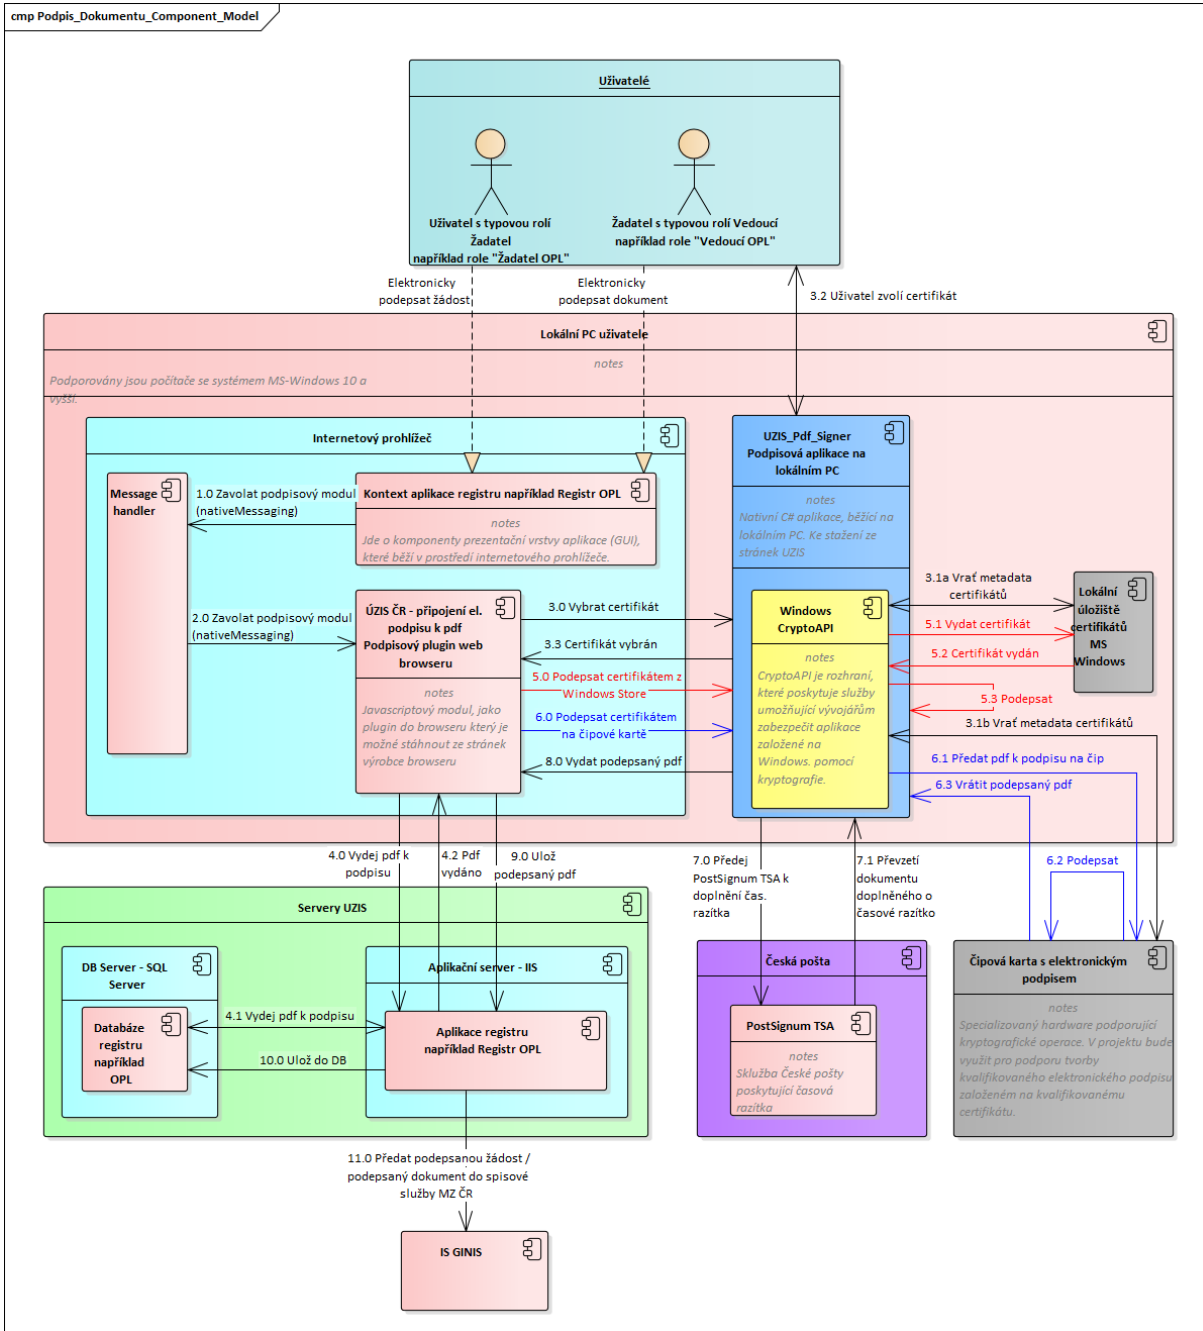 cmp Podpis_Dokumentu_Component_Model
Uživatelé
Uživatel s typovou rolí
Žadatel
například role "Žadatel OPL"
Žadatel s typovou rolí Vedoucí
například role "Vedoucí OPL"
Elektronicky
podepsat žádost
Elektronicky
podepsat dokument
3.2 Uživatel zvolí certifikát
Lokální PC uživatele
notes
Podporovány jsou počítače se systémem MS-Windows 10 a
vyšší.
Internetový prohlížeč
Message
handler
1.0 Zavolat podpisový modul
(nativeMessaging)
Kontext aplikace registru například Registr OPL
notes
Jde o komponenty prezentační vrstvy aplikace (GUI),
které běží v prostředí internetového prohlížeče.
2.0 Zavolat podpisový modul
(nativeMessaging)
ÚZIS ČR - připojení el.
podpisu k pdf
Podpisový plugin web
browseru
notes
Javascriptový modul, jako
plugin do browseru který je
možné stáhnout ze stránek
výrobce browseru
3.0 Vybrat certifikát
3.3 Certifikát vybrán
5.0 Podepsat certifikátem z
Windows Store
6.0 Podepsat certifikátem
na čipové kartě
8.0 Vydat podepsaný pdf
UZIS_Pdf_Signer
Podpisová aplikace na
lokálním PC
notes
Nativní C# aplikace, běžící na
lokálním PC. Ke stažení ze
stránek UZIS
Windows
CryptoAPI
notes
CryptoAPI je rozhraní,
které poskytuje služby
umožňující vývojářům
zabezpečit aplikace
založené na
Windows. pomocí
kryptografie.
3.1a Vrať metadata
certifikátů
5.1 Vydat certifikát
5.2 Certifikát vydán
5.3 Podepsat
3.1b Vrať metadata certifikátů
6.1 Předat pdf k podpisu na čip
6.3 Vrátit podepsaný pdf
Lokální
úložiště
certifikátů
MS
Windows
4.0 Vydej pdf k
podpisu
4.2 Pdf
vydáno
9.0 Ulož
podepsaný pdf
7.0 Předej
PostSignum TSA k
doplnění čas.
razítka
7.1 Převzetí
dokumentu
doplněného o
časové razítko
6.2 Podepsat
Servery UZIS
DB Server - SQL
Server
Databáze
registru
například
OPL
4.1 Vydej pdf k podpisu
10.0 Ulož do DB
Aplikační server - IIS
Aplikace registru
například Registr OPL
Česká pošta
PostSignum TSA
notes
Sklužba České pošty
poskytující časová
razítka
Čipová karta s elektronickým
podpisem
notes
Specializovaný hardware podporující
kryptografické operace. V projektu bude
využit pro podporu tvorby
kvalifikovaného elektronického podpisu
založeném na kvalifikovanému
certifikátu.
11.0 Předat podepsanou žádost /
podepsaný dokument do spisové
služby MZ ČR
IS GINIS